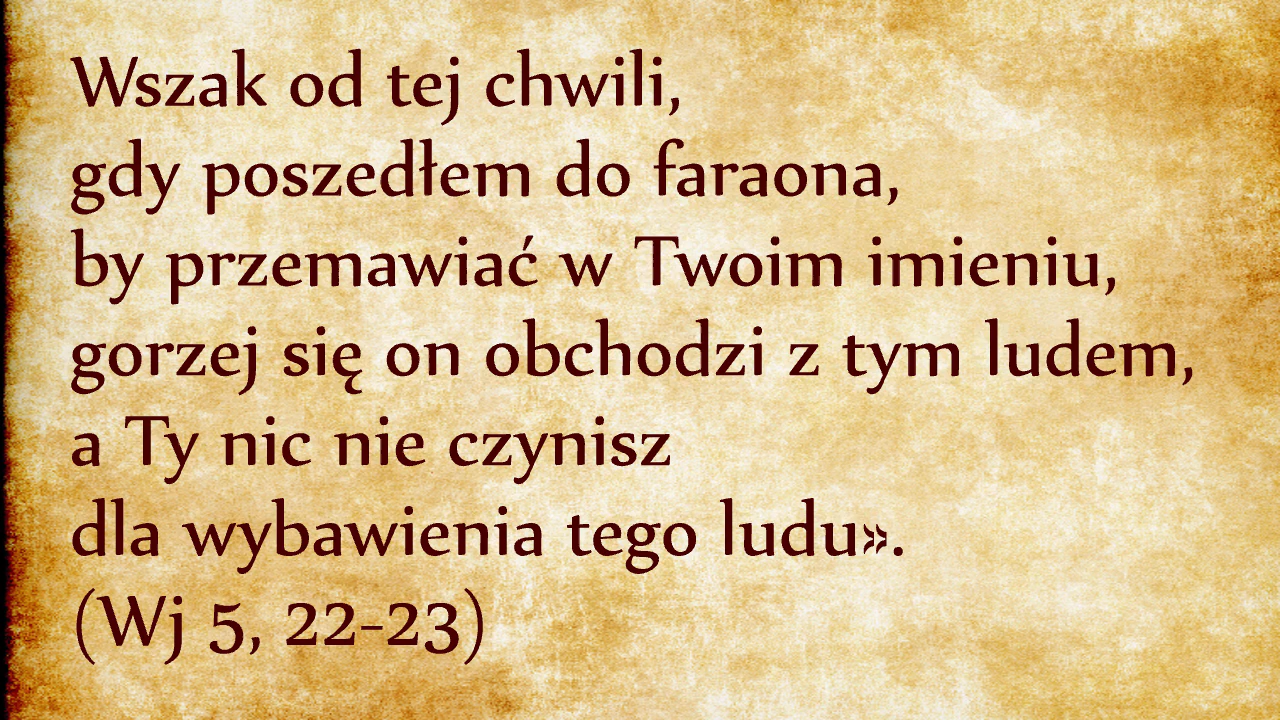 Wszak od tej chwili,
gdy poszedłem do faraona,
by przemawiać w Twoim imieniu,
gorzej się on obchodzi z tym ludem,
a Ty nic nie czynisz
dla wybawienia tego ludu».
(Wj 5, 22-23)